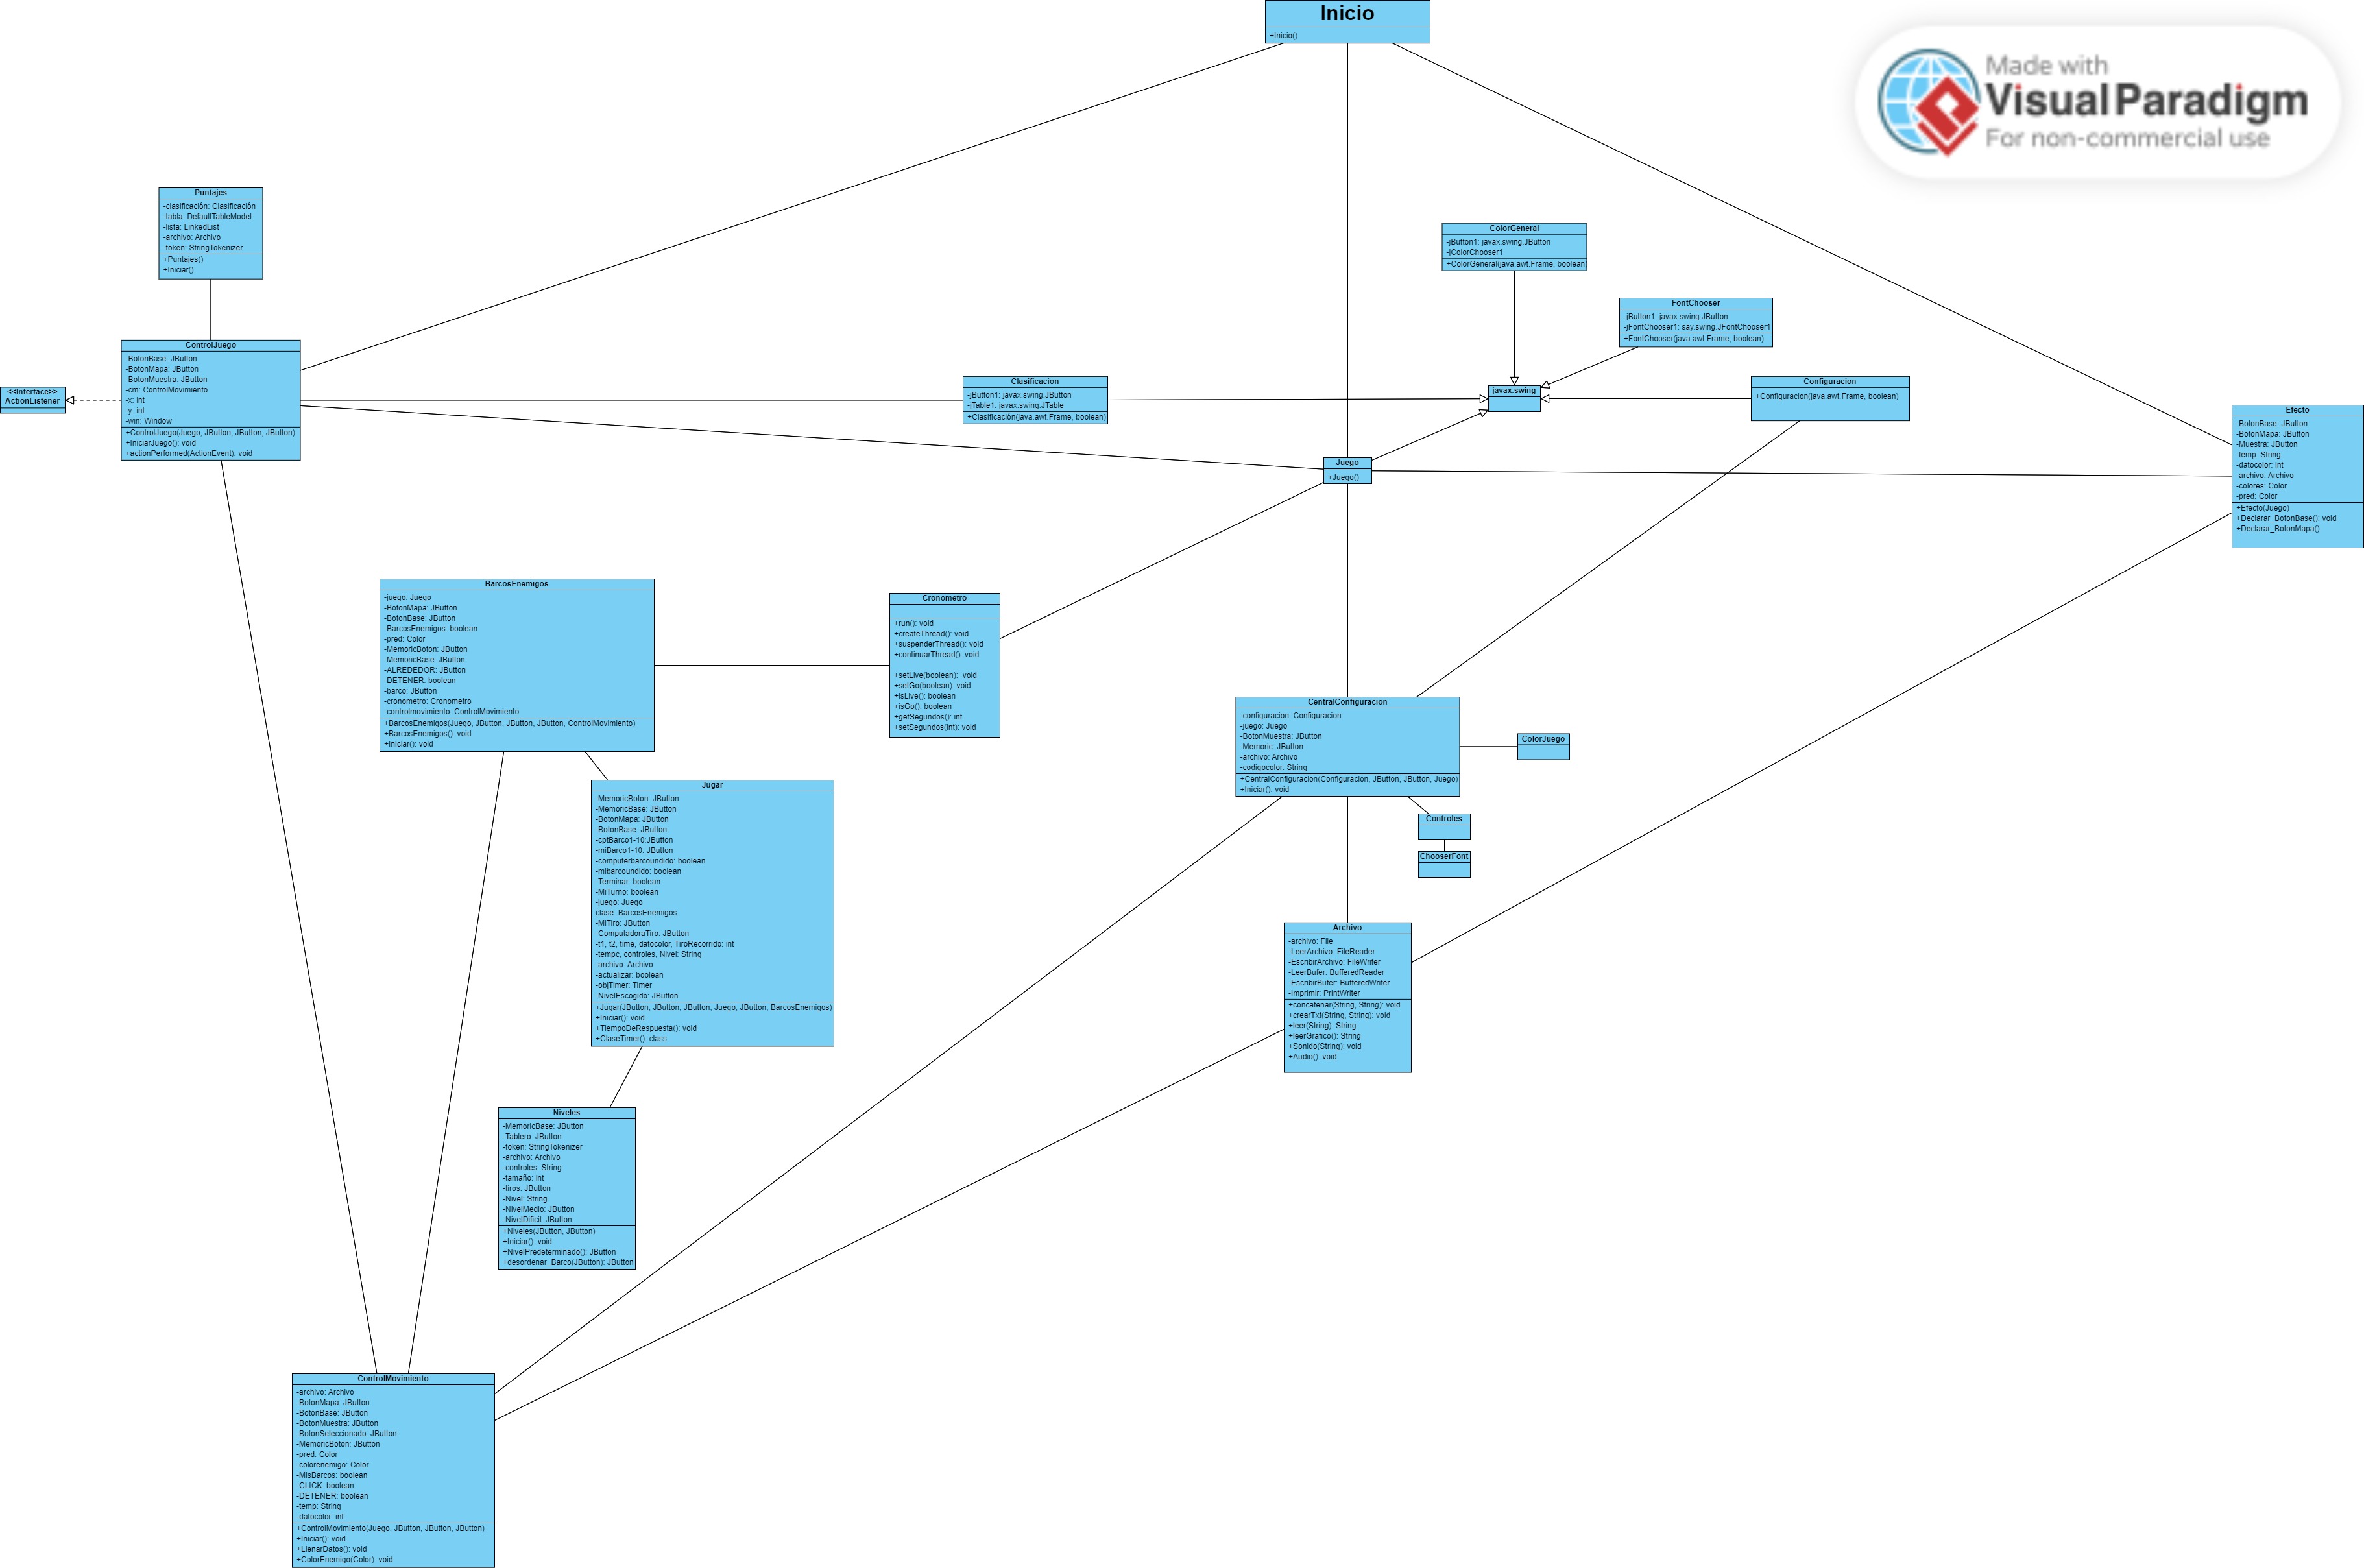 Inicio
+Inicio()
Made with
Visual Paradigm
For non-commercial use
Puntajes
-clasificación: Clasificación
-tabla: DefaultTableModel
-lista: LinkedList
-archivo: Archivo
-token: StringTokenizer
+Puntajes()
+Iniciar()
ColorGeneral
-jButton1: javax.swing.JButton
-jColorChooser1
+ColorGeneral(java.awt.Frame, boolean)
FontChooser
-jButton1: javax.swing.JButton
-jFontChooser1: say.swing.JFontChooser1
+FontChooser(java.awt.Frame, boolean)
ControlJuego
-BotonBase: JButton
-BotonMapa: JButton
-BotonMuestra: JButton
-cm: ControlMovimiento
-x: int
-y: int
-win: Window
+ControlJuego(Juego, JButton, JButton, JButton)
+IniciarJuego(): void
+actionPerformed(ActionEvent): void
<<Interface>>
ActionListener
Clasificacion
-jButton1: javax.swing.JButton
-jTable1: javax.swing.JTable
+Clasificación(java.awt.Frame, boolean)
javax.swing
Configuracion
+Configuracion(java.awt.Frame, boolean)
Efecto
-BotonBase: JButton
-BotonMapa: JButton
-Muestra: JButton
-temp: String
-datocolor: int
-archivo: Archivo
-colores: Color
-pred: Color
+Efecto(Juego)
+Declarar_BotonBase(): void
+Declarar_BotonMapa()
Juego
+Juego()
BarcosEnemigos
-juego: Juego
-BotonMapa: JButton
-BotonBase: JButton
-BarcosEnemigos: boolean
-pred: Color
-MemoricBoton: JButton
-MemoricBase: JButton
-ALREDEDOR: JButton
-DETENER: boolean
-barco: JButton
-cronometro: Cronometro
-controlmovimiento: ControlMovimiento
+BarcosEnemigos(Juego, JButton, JButton, JButton, ControlMovimiento)
+BarcosEnemigos(): void
+Iniciar(): void
Cronometro
+run(): void
+createThread(): void
+suspenderThread(): void
+continuarThread(): void
+setLive(boolean): void
+setGo(boolean): void
+isLive(): boolean
+isGo(): boolean
+getSegundos(): int
+setSegundos(int): void
CentralConfiguracion
-configuracion: Configuracion
-juego: Juego
-BotonMuestra: JButton
-Memoric: JButton
-archivo: Archivo
-codigocolor: String
+CentralConfiguracion(Configuracion, JButton, JButton, Juego)
+Iniciar(): void
ColorJuego
Controles
ChooserFont
Jugar
-MemoricBoton: JButton
-MemoricBase: JButton
-BotonMapa: JButton
-BotonBase: JButton
-cptBarco1-10:JButton
-miBarco1-10: JButton
-computerbarcoundido: boolean
-mibarcoundido: boolean
-Terminar: boolean
-MiTurno: boolean
-juego: Juego
clase: BarcosEnemigos
-MiTiro: JButton
-ComputadoraTiro: JButton
-t1, t2, time, datocolor, TiroRecorrido: int
-tempc, controles, Nivel: String
-archivo: Archivo
-actualizar: boolean
-objTimer: Timer
-NivelEscogido: JButton
+Jugar(JButton, JButton, JButton, Juego, JButton, BarcosEnemigos)
+Iniciar(): void
+TiempoDeRespuesta(): void
+ClaseTimer(): class
Archivo
-archivo: File
-LeerArchivo: FileReader
-EscribirArchivo: FileWriter
-LeerBufer: BufferedReader
-EscribirBufer: BufferedWriter
-Imprimir: PrintWriter
+concatenar(String, String): void
+crearTxt(String, String): void
+leer(String): String
+leerGrafico(): String
+Sonido(String): void
+Audio(): void
Niveles
-MemoricBase: JButton
-Tablero: JButton
-token: StringTokenizer
-archivo: Archivo
-controles: String
-tamaño: int
-tiros: JButton
-Nivel: String
-NivelMedio: JButton
-NivelDificil: JButton
+Niveles(JButton, JButton)
+Iniciar(): void
+NivelPredeterminado(): JButton
+desordenar_Barco(JButton): JButton
ControlMovimiento
-archivo: Archivo
-BotonMapa: JButton
-BotonBase: JButton
-BotonMuestra: JButton
-BotonSeleccionado: JButton
-MemoricBoton: JButton
-pred: Color
-colorenemigo: Color
-MisBarcos: boolean
-CLICK: boolean
-DETENER: boolean
-temp: String
-datocolor: int
+ControlMovimiento(Juego, JButton, JButton, JButton)
+Iniciar(): void
+LlenarDatos(): void
+ColorEnemigo(Color): void